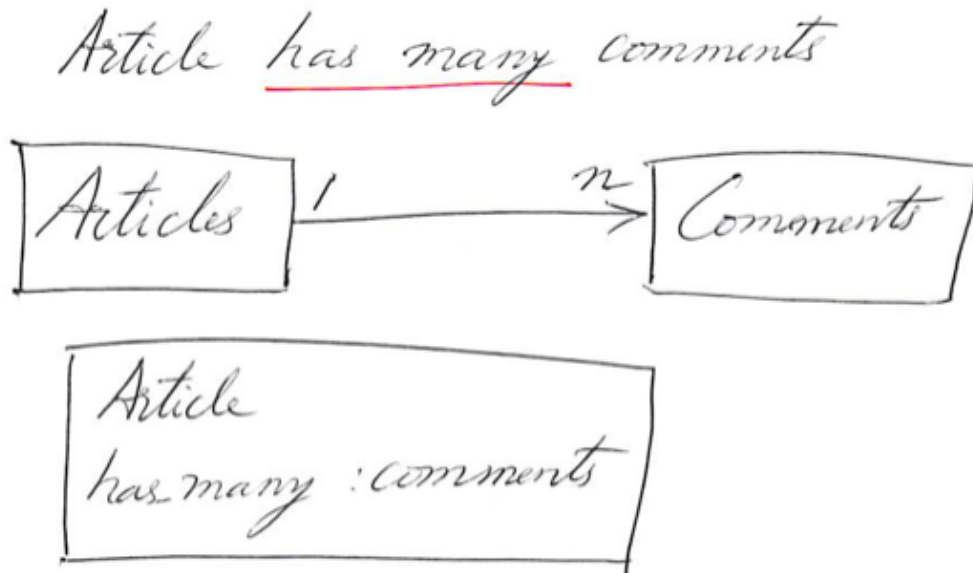 Article has many comments
Articles 1 n Comments
Article
has_many :comments